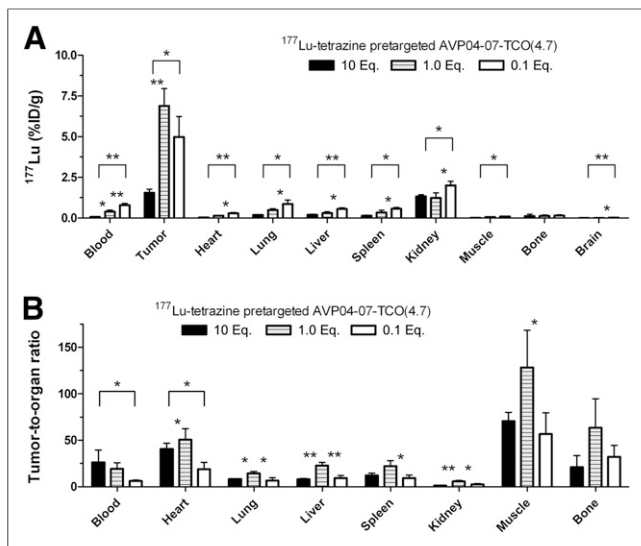 A
¹⁷⁷Lu-tetrazine pretargeted AVP04-07-TCO(4.7)
10 Eq. 1.0 Eq. 0.1 Eq.
¹⁷⁷Lu (%ID/g)
10.0
7.5
5.0
2.5
0.0
* ** **
** *
** *
* *
** *
* *
* *
*
** *
Blood Tumor Heart Lung Liver Spleen Kidney Muscle Bone Brain
B
¹⁷⁷Lu-tetrazine pretargeted AVP04-07-TCO(4.7)
10 Eq. 1.0 Eq. 0.1 Eq.
Tumor-to-organ ratio
150
100
50
0
*
* *
* *
** **
*
** *
*
Blood Heart Lung Liver Spleen Kidney Muscle Bone